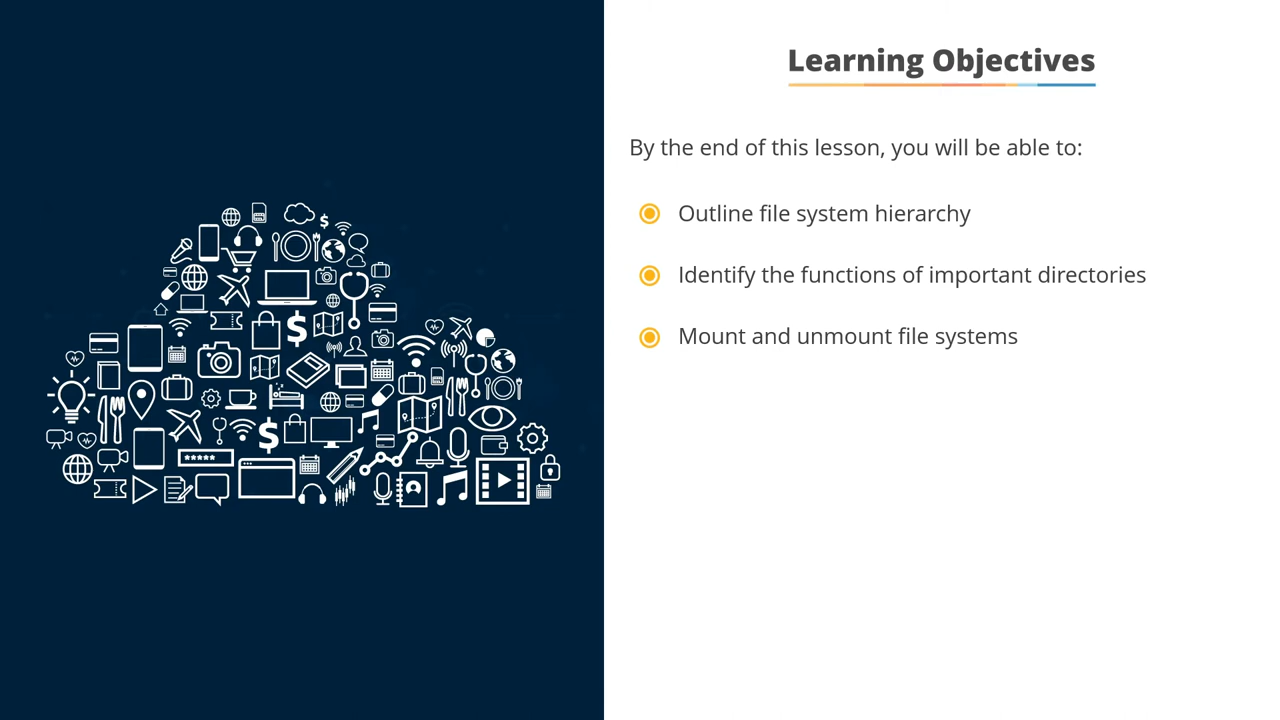 Learning Objectives
By the end of this lesson, you will be able to:
Outline file system hierarchy
Identify the functions of important directories
Mount and unmount file systems